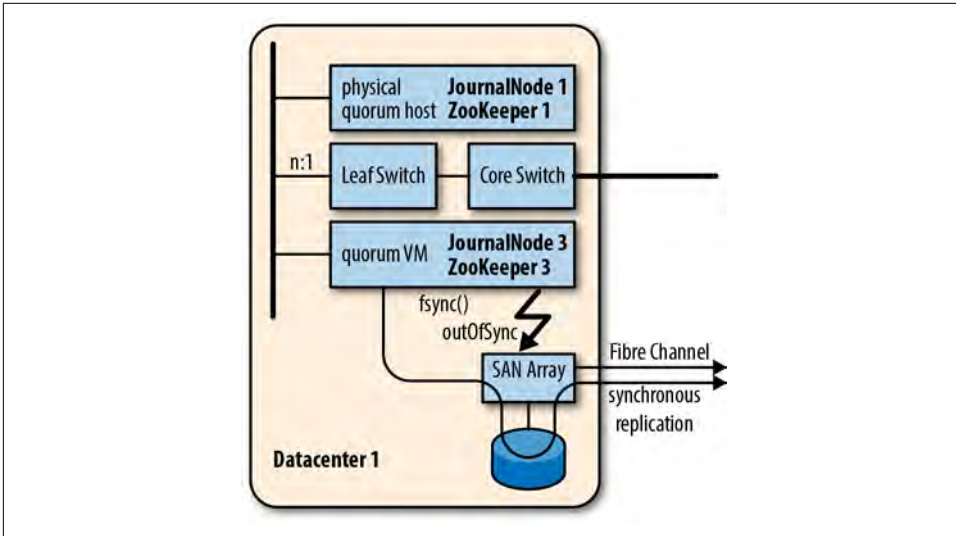 physical JournalNode 1
quorum host ZooKeeper 1
n:1
Leaf Switch
Core Switch
quorum VM JournalNode 3
ZooKeeper 3
fsync()
outOfSync
SAN Array
Fibre Channel
synchronous
replication
Datacenter 1